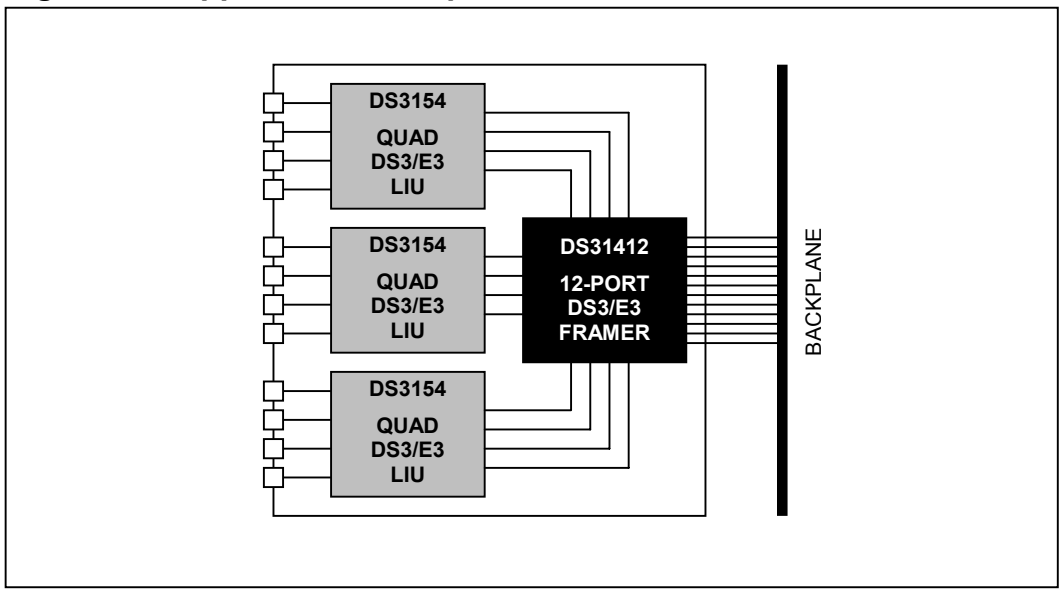 DS3154
QUAD
DS3/E3
LIU
DS3154
QUAD
DS3/E3
LIU
DS3154
QUAD
DS3/E3
LIU
DS31412
12-PORT
DS3/E3
FRAMER
BACKPLANE